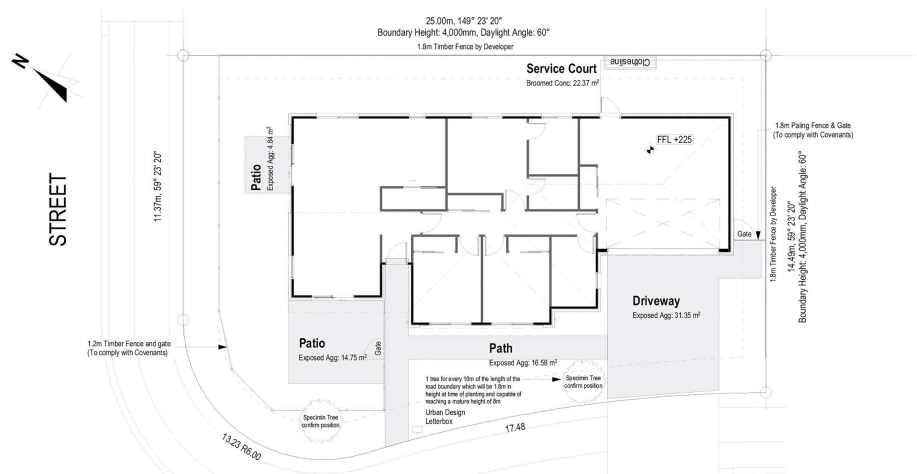 25.00m, 149° 23' 20"
Boundary Height: 4,000mm, Daylight Angle: 60°
1.8m Timber Fence by Developer
N
Service Court
Broomed Conc: 22.37 m²
Clothesline
1.8m Paling Fence & Gate
(To comply with Covenants)
FFL +225
Patio
Exposed Agg: 4.84 m²
STREET
11.37m, 59° 23' 20"
1.8m Timber Fence by Developer
14.49m, 59° 23' 20"
Boundary Height: 4,000mm, Daylight Angle: 60°
Gate
Driveway
Exposed Agg: 31.35 m²
1.2m Timber Fence and gate
(To comply with Covenants)
Patio
Exposed Agg: 14.75 m²
Gate
Path
Exposed Agg: 16.58 m²
1 tree for every 10m of the length of the
road boundary which will be 1.8m in
height at time of planting and capable of
reaching a mature height of 8m
Urban Design
Letterbox
Specimin Tree
confirm position
Specimin Tree
confirm position
13.23 R6.00
17.48